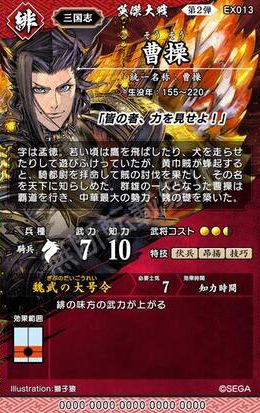 緋
三国志
英傑大戦
第2弾
EX013
そうそう
曹操
統一名称:曹操
生没年:155~220
「皆の者、力を見せよ!」
字は孟徳。若い頃は鷹を飛ばしたり、犬を走らせ
たりして遊びふけっていたが、黄巾賊が蜂起する
と、騎都尉を拝命して賊の討伐を果たし、その名
を天下に知らしめた。群雄の一人となった曹操は
覇道を行き、中華最大の勢力・魏の礎を築いた。
兵種 武力 知力 武将コスト
騎兵 7 10 特技 伏兵 昂揚 技巧
ぎぶのだいごうれい
魏武の大号令
必要士気 7
効果時間 知力時間
緋の味方の武力が上がる
効果範囲
Illustration:獅子猿
©SEGA
0000-0000-0000-0000-0000